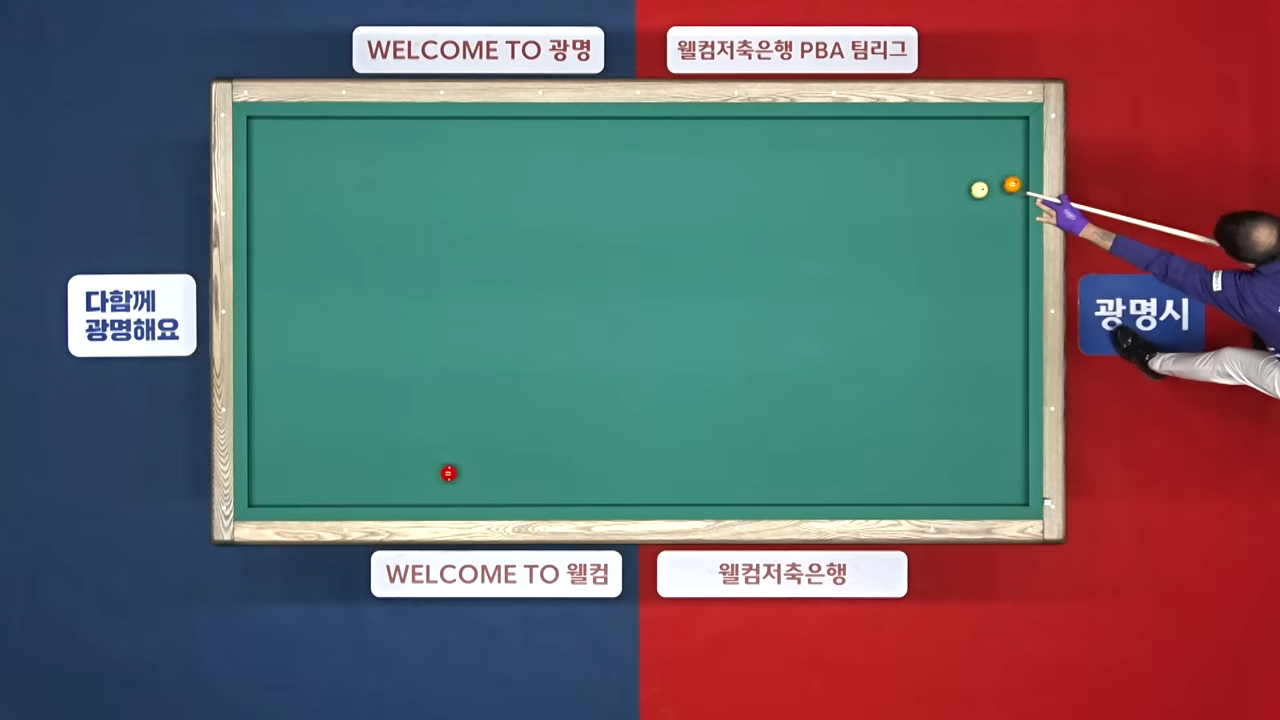 WELCOME TO 광명
웰컴저축은행 PBA 팀리그
다함께
광명해요
광명시
WELCOME TO 웰컴
웰컴저축은행